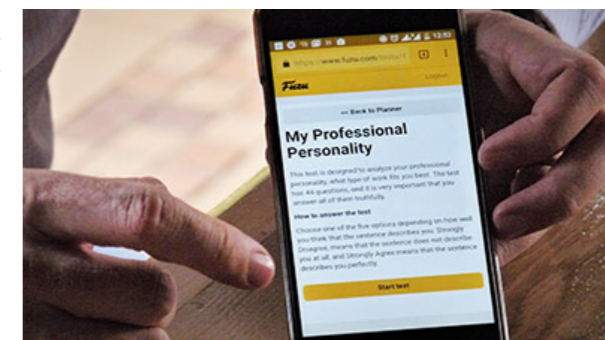 12:52
https://www.fuzu.com/tests/
Fuzu
Logout
<< Back to Planner
My Professional
Personality
This test is designed to analyze your professional
personality, what type of work fits you best. The test
has 44 questions, and it is very important that you
answer all of them truthfully.
How to answer the test
Choose one of the five options depending on how well
you think that the sentence describes you. Strongly
Disagree, means that the sentence does not describe
you at all, and Strongly Agree means that the sentence
describes you perfectly.
Start test